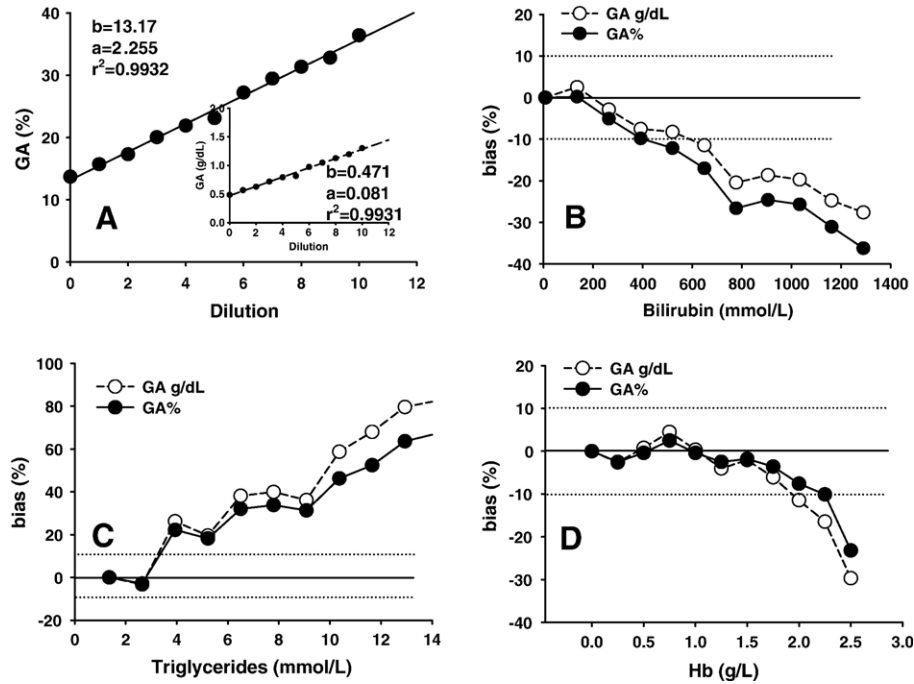 50
40
30
20
10
0
GA (%)
b=13.17
a=2.255
r²=0.9932
A
2.0
1.5
1.0
0.5
0.0
GA (g/dL)
b=0.471
a=0.081
r²=0.9931
0 2 4 6 8 10 12
Dilution
0 2 4 6 8 10 12
Dilution
GA g/dL
GA%
20
10
0
-10
-20
-30
-40
bias (%)
B
0 200 400 600 800 1000 1200 1400
Bilirubin (mmol/L)
100
80
60
40
20
0
-20
bias (%)
GA g/dL
GA%
C
0 2 4 6 8 10 12 14
Triglycerides (mmol/L)
20
10
0
-10
-20
-30
-40
bias (%)
GA g/dL
GA%
D
0.0 0.5 1.0 1.5 2.0 2.5 3.0
Hb (g/L)